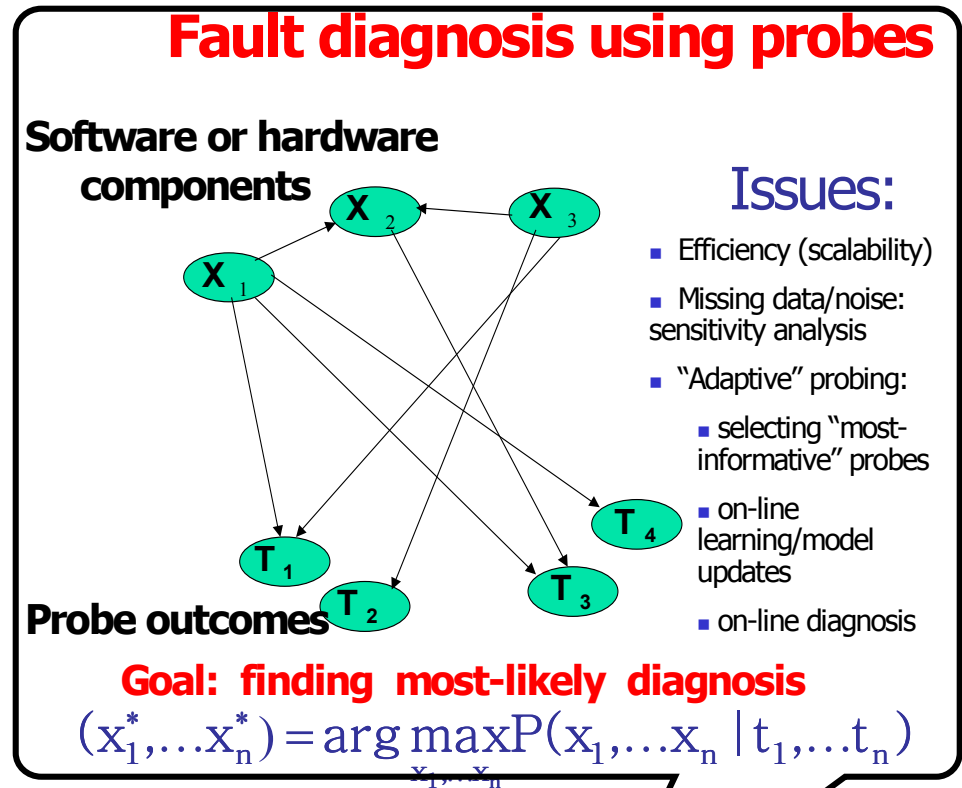 Fault diagnosis using probes
Software or hardware
components
X 2
X 3
X 1
T 1
T 2
T 3
T 4
Probe outcomes
Issues:
▪ Efficiency (scalability)
▪ Missing data/noise:
sensitivity analysis
▪ “Adaptive” probing:
▪ selecting “most-
informative” probes
▪ on-line
learning/model
updates
▪ on-line diagnosis
Goal: finding most-likely diagnosis
(x₁*,…xₙ*) = arg max P(x₁,…xₙ | t₁,…tₙ)
x₁,…xₙ